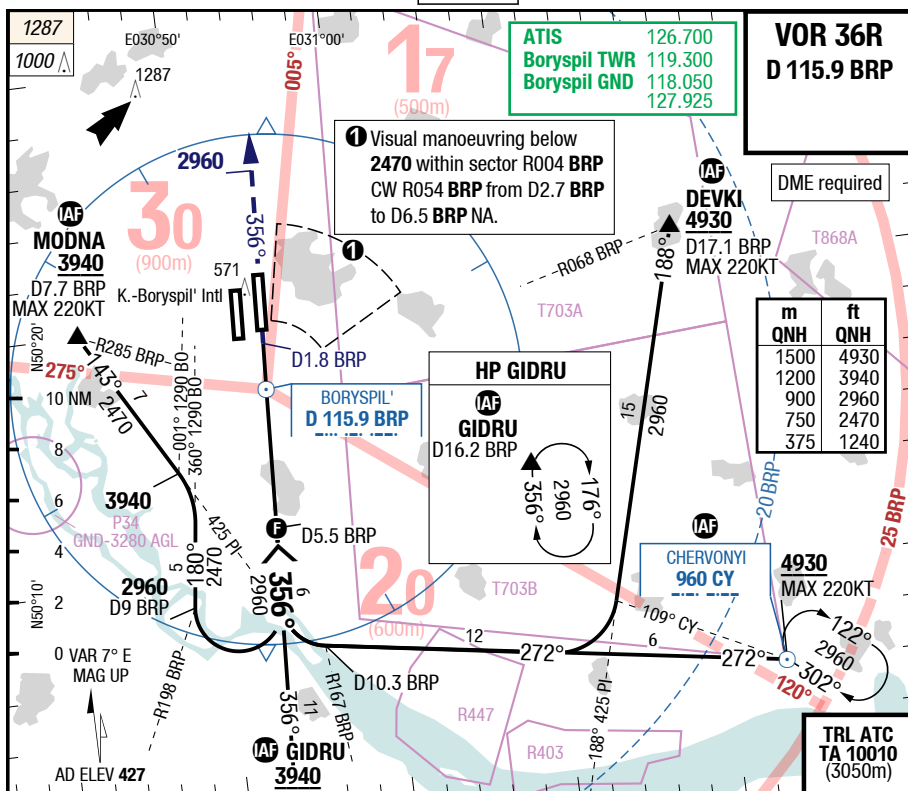 1287
1000
E030°50'
E031°00'
1287
005°
17
(500m)
ATIS 126.700
Boryspil TWR 119.300
Boryspil GND 118.050
127.925
VOR 36R
D 115.9 BRP
2960
356°
1 Visual manoeuvring below
2470 within sector R004 BRP
CW R054 BRP from D2.7 BRP
to D6.5 BRP NA.
DME required
IAF
DEVKI
4930
D17.1 BRP
MAX 220KT
R068 BRP
188°
T868A
IAF
MODNA
3940
D7.7 BRP
MAX 220KT
30
(900m)
571
K.-Boryspil' Intl
1
T703A
m ft
QNH QNH
1500 4930
1200 3940
900 2960
750 2470
375 1240
N50°20'
R285 BRP
275°
143°
7
2470
001° 1290 BO
360° 1290 BO
D1.8 BRP
BORYSPIL'
D 115.9 BRP
HP GIDRU
IAF
GIDRU
D16.2 BRP
356°
2960
176°
15
2960
20 BRP
25 BRP
10 NM
8
6
4
2
0
3940
P34
GND-3280 AGL
425 PI
F
D5.5 BRP
5
180°
2470
2960
D9 BRP
N50°10'
2960
356°
6
20
(600m)
T703B
IAF
CHERVONYI
960 CY
4930
MAX 220KT
109° CY
12
272°
6
272°
122°
2960
302°
120°
VAR 7° E
MAG UP
R198 BRP
D10.3 BRP
R167 BRP
356°
11
R447
R403
188° 425 PI
IAF GIDRU
3940
AD ELEV 427
TRL ATC
TA 10010
(3050m)